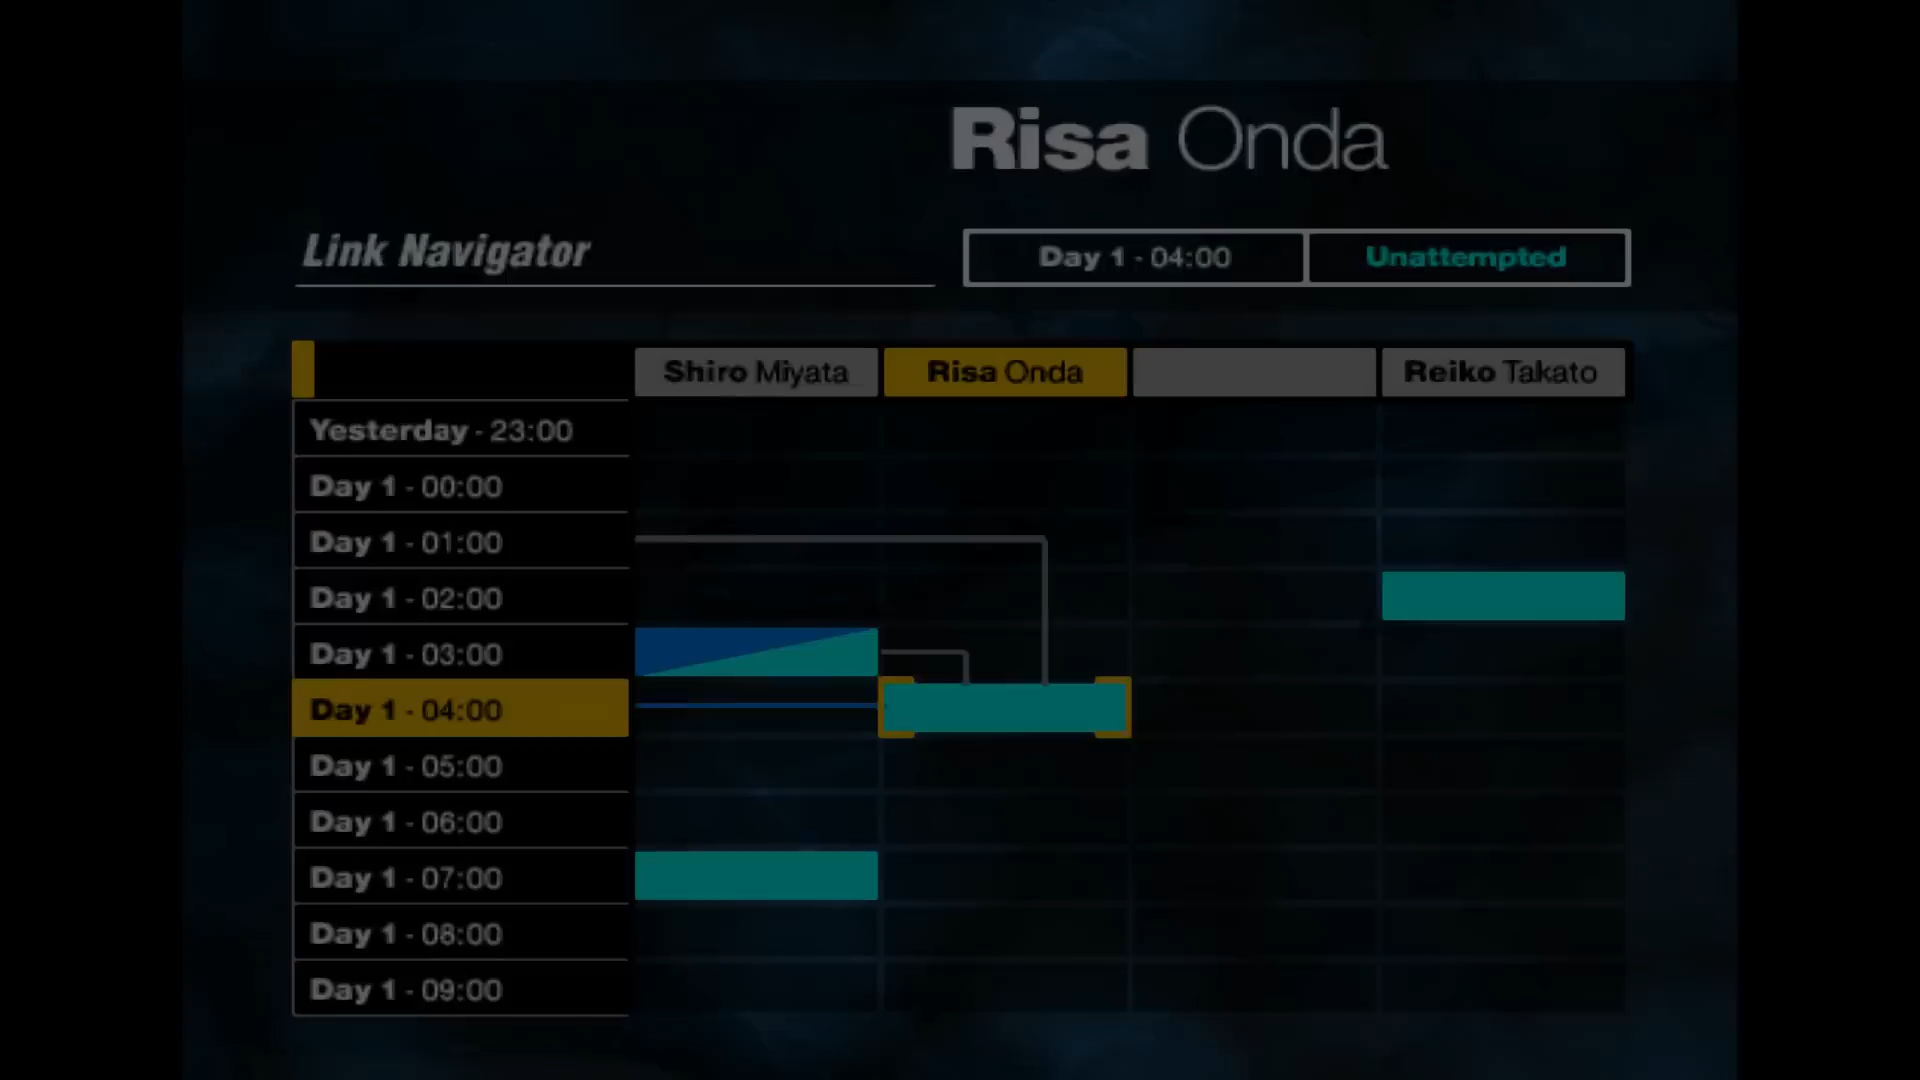 Risa Onda
Link Navigator
Day 1 - 04:00
Unattempted
Shiro Miyata
Risa Onda
Reiko Takato
Yesterday - 23:00
Day 1 - 00:00
Day 1 - 01:00
Day 1 - 02:00
Day 1 - 03:00
Day 1 - 04:00
Day 1 - 05:00
Day 1 - 06:00
Day 1 - 07:00
Day 1 - 08:00
Day 1 - 09:00